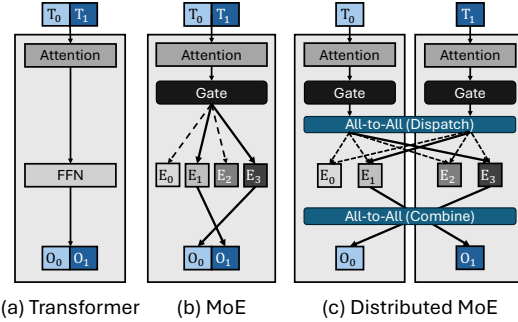 T0 T1 T0 T1 T0 T1
Attention Attention Attention Attention
Gate Gate Gate
All-to-All (Dispatch)
FFN E0 E1 E2 E3 E0 E1 E2 E3
All-to-All (Combine)
O0 O1 O0 O1 O0 O1
(a) Transformer (b) MoE (c) Distributed MoE